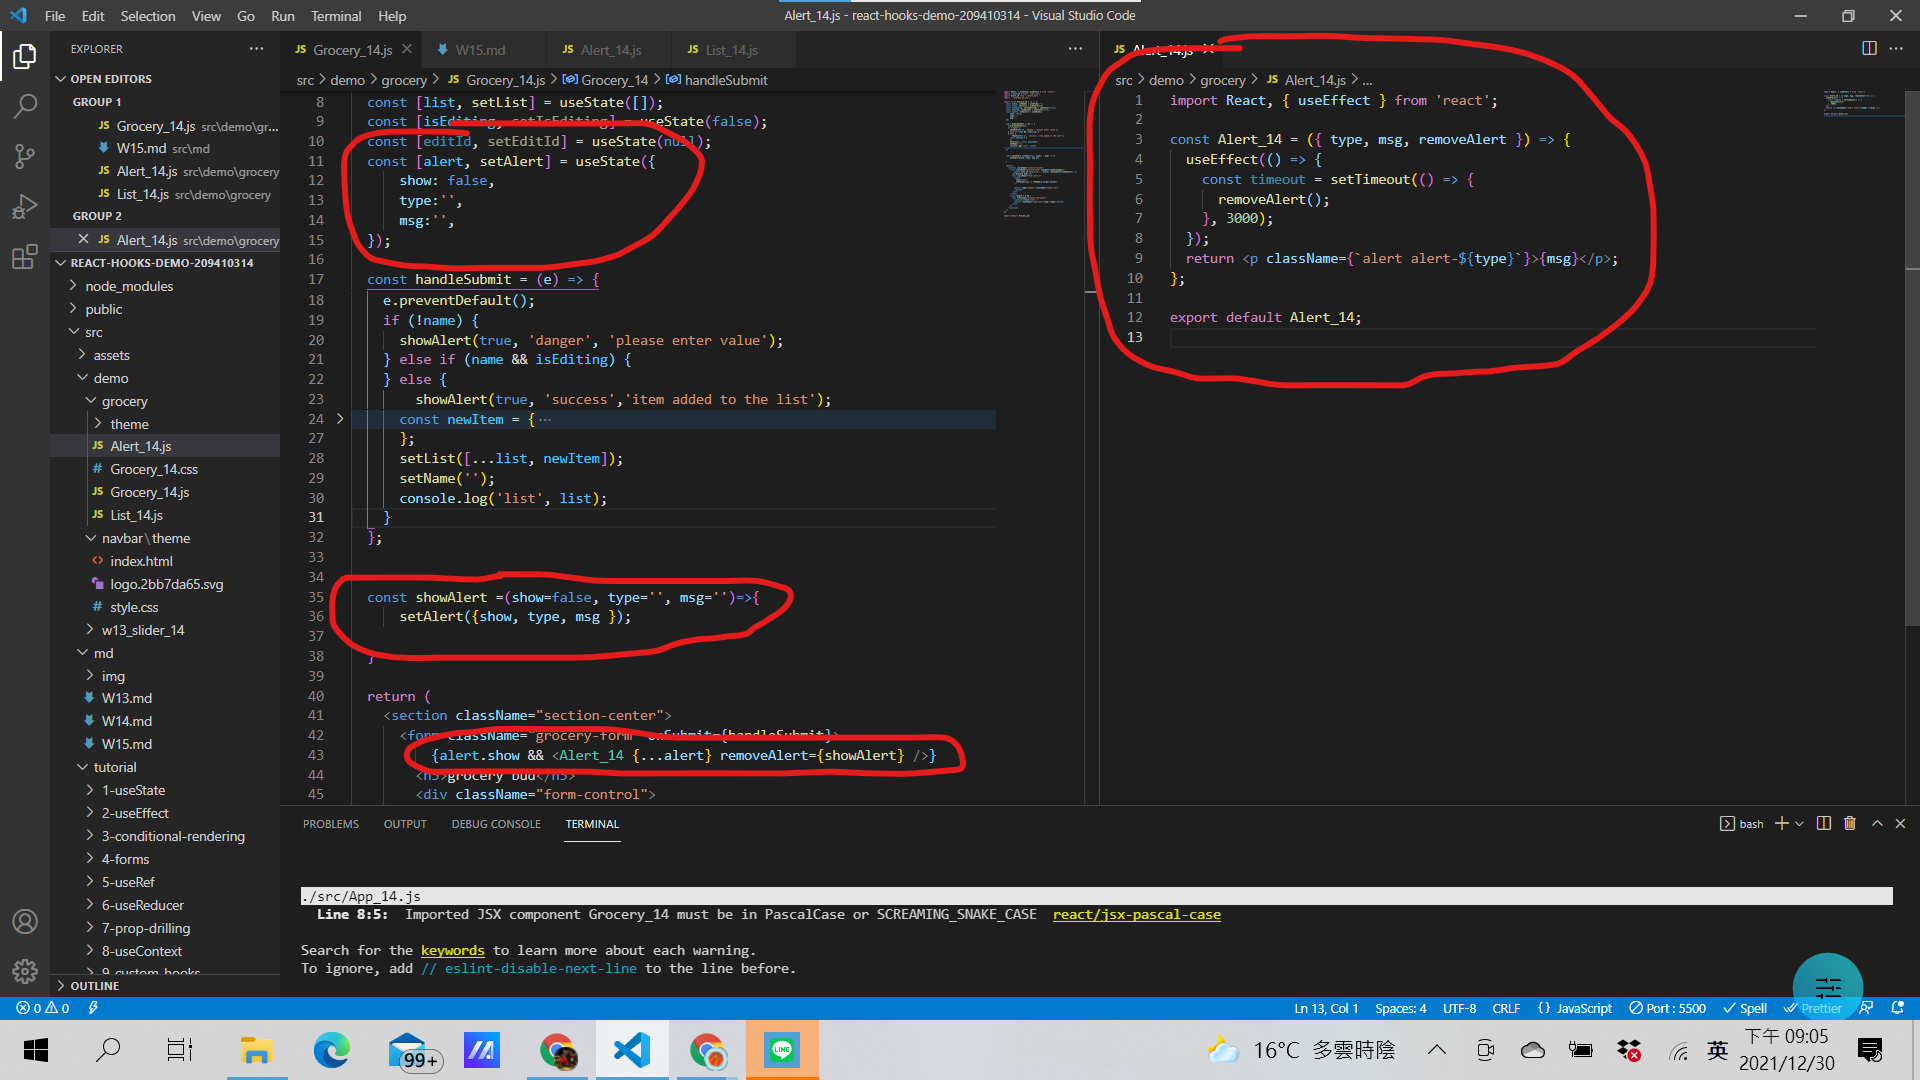 File Edit Selection View Go Run Terminal Help
Alert_14.js - react-hooks-demo-209410314 - Visual Studio Code
EXPLORER
OPEN EDITORS
GROUP 1
JS Grocery_14.js src\demo\gr...
W15.md src\md
JS Alert_14.js src\demo\grocery
JS List_14.js src\demo\grocery
GROUP 2
JS Alert_14.js src\demo\grocery
REACT-HOOKS-DEMO-209410314
node_modules
public
src
assets
demo
grocery
theme
JS Alert_14.js
# Grocery_14.css
JS Grocery_14.js
JS List_14.js
navbar\theme
<> index.html
logo.2bb7da65.svg
# style.css
w13_slider_14
md
img
W13.md
W14.md
W15.md
tutorial
1-useState
2-useEffect
3-conditional-rendering
4-forms
5-useRef
6-useReducer
7-prop-drilling
8-useContext
9-custom-hooks
OUTLINE
JS Grocery_14.js
W15.md
JS Alert_14.js
JS List_14.js
src > demo > grocery > JS Grocery_14.js > Grocery_14 > handleSubmit
8 const [list, setList] = useState([]);
9 const [isEditing, setIsEditing] = useState(false);
10 const [editId, setEditId] = useState(null);
11 const [alert, setAlert] = useState({
12 show: false,
13 type:'',
14 msg:'',
15 });
16
17 const handleSubmit = (e) => {
18 e.preventDefault();
19 if (!name) {
20 showAlert(true, 'danger', 'please enter value');
21 } else if (name && isEditing) {
22 } else {
23 showAlert(true, 'success','item added to the list');
24 const newItem = {···
27 };
28 setList([...list, newItem]);
29 setName('');
30 console.log('list', list);
31 }
32 };
33
34
35 const showAlert =(show=false, type='', msg='')=>{
36 setAlert({show, type, msg });
37
38 }
39
40 return (
41 <section className="section-center">
42 <form className="grocery-form" onSubmit={handleSubmit}>
43 {alert.show && <Alert_14 {...alert} removeAlert={showAlert} />}
44 <h3>grocery bud</h3>
45 <div className="form-control">
JS Alert_14.js
src > demo > grocery > JS Alert_14.js > ...
1 import React, { useEffect } from 'react';
2
3 const Alert_14 = ({ type, msg, removeAlert }) => {
4 useEffect(() => {
5 const timeout = setTimeout(() => {
6 removeAlert();
7 }, 3000);
8 });
9 return <p className={`alert alert-${type}`}>{msg}</p>;
10 };
11
12 export default Alert_14;
13
PROBLEMS OUTPUT DEBUG CONSOLE TERMINAL
bash
./src/App_14.js
Line 8:5: Imported JSX component Grocery_14 must be in PascalCase or SCREAMING_SNAKE_CASE react/jsx-pascal-case
Search for the keywords to learn more about each warning.
To ignore, add // eslint-disable-next-line to the line before.
0 0
Ln 13, Col 1 Spaces: 4 UTF-8 CRLF {} JavaScript Port : 5500 Spell Prettier
99+
LINE
16°C 多雲時陰
英
下午 09:05
2021/12/30